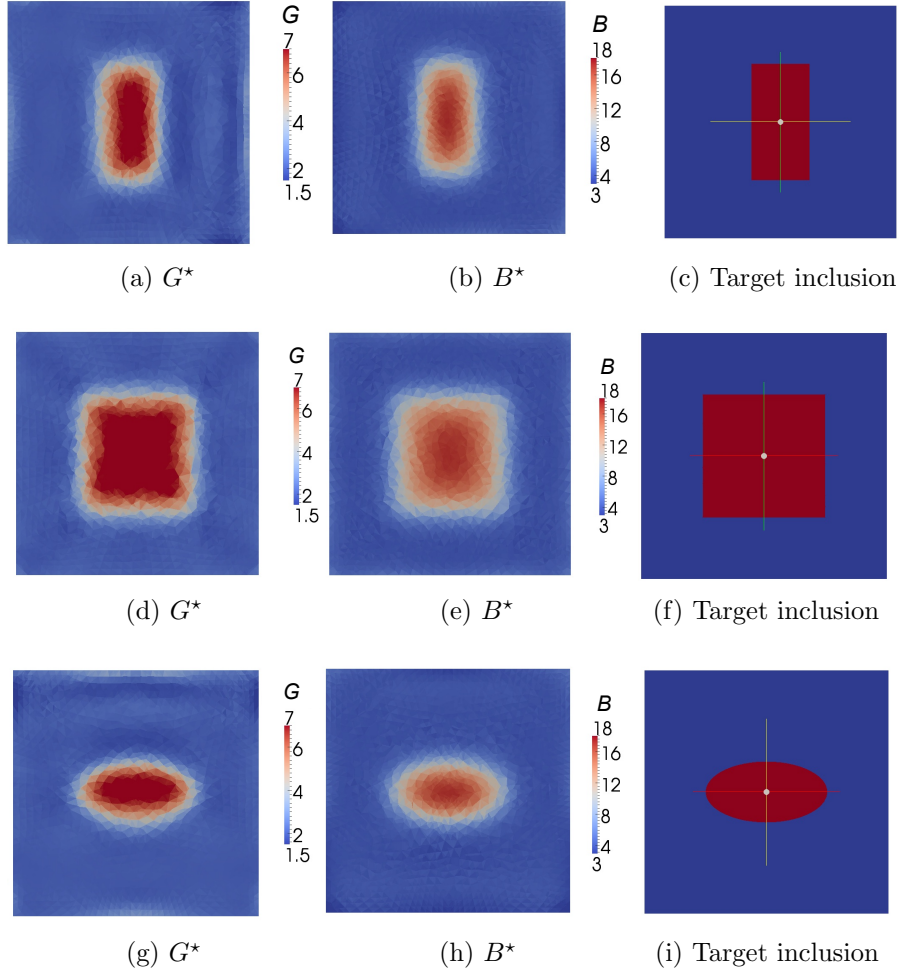 G
7
6
4
2
1.5
B
18
16
12
8
4
3
(a) G⋆
(b) B⋆
(c) Target inclusion
G
7
6
4
2
1.5
B
18
16
12
8
4
3
(d) G⋆
(e) B⋆
(f) Target inclusion
G
7
6
4
2
1.5
B
18
16
12
8
4
3
(g) G⋆
(h) B⋆
(i) Target inclusion